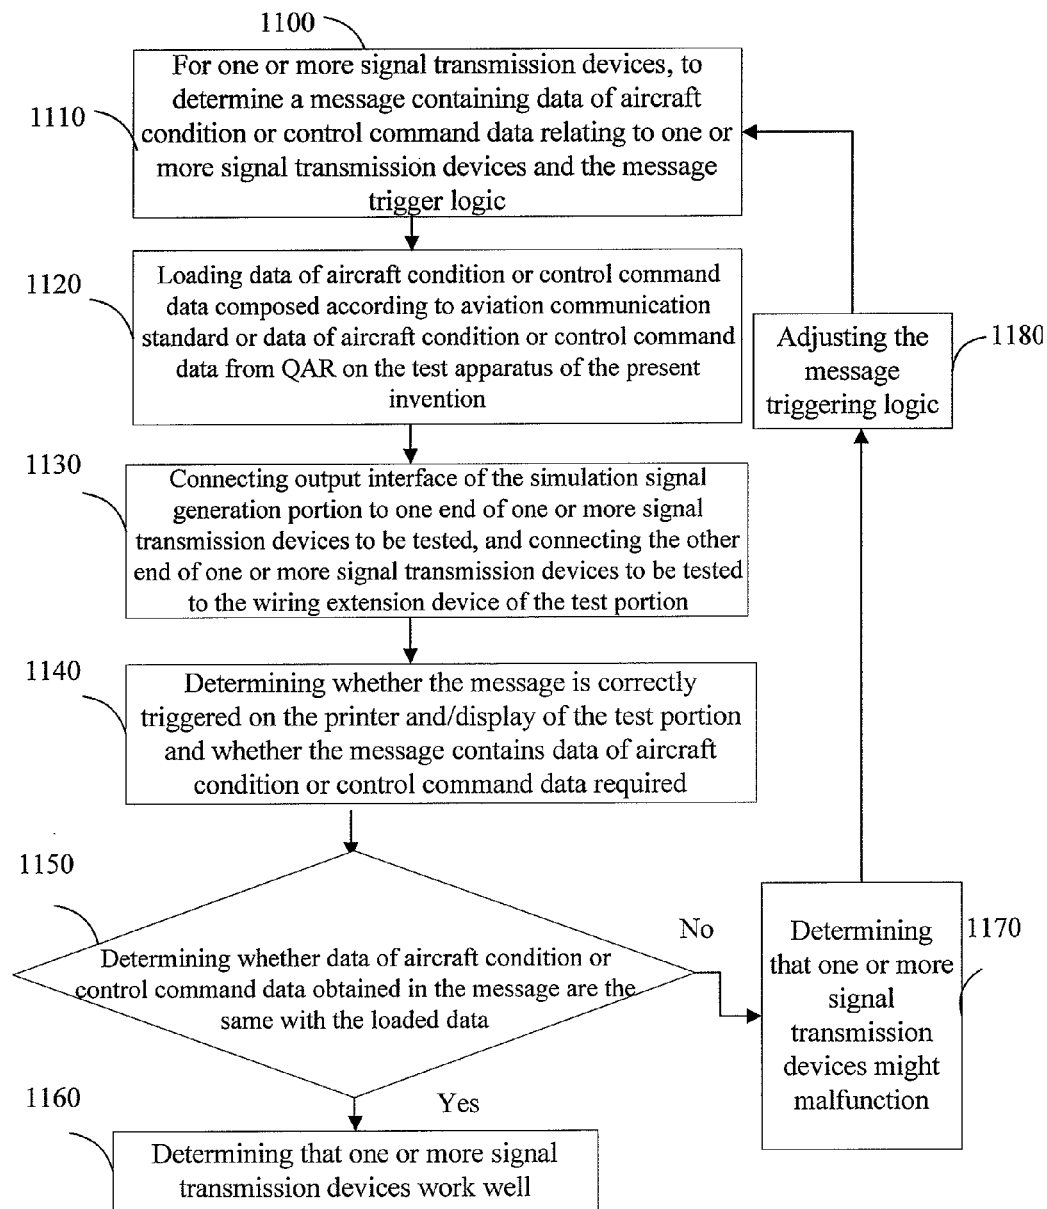 1100
For one or more signal transmission devices, to
determine a message containing data of aircraft
condition or control command data relating to one or
more signal transmission devices and the message
trigger logic
1110
Loading data of aircraft condition or control command
data composed according to aviation communication
standard or data of aircraft condition or control command
data from QAR on the test apparatus of the present
invention
1120
Adjusting the
message
triggering logic
1180
1130
Connecting output interface of the simulation signal
generation portion to one end of one or more signal
transmission devices to be tested, and connecting the other
end of one or more signal transmission devices to be tested
to the wiring extension device of the test portion
1140
Determining whether the message is correctly
triggered on the printer and/display of the test portion
and whether the message contains data of aircraft
condition or control command data required
1150
Determining whether data of aircraft condition or
control command data obtained in the message are the
same with the loaded data
No
Determining
that one or more
signal
transmission
devices might
malfunction
1170
Yes
1160
Determining that one or more signal
transmission devices work well